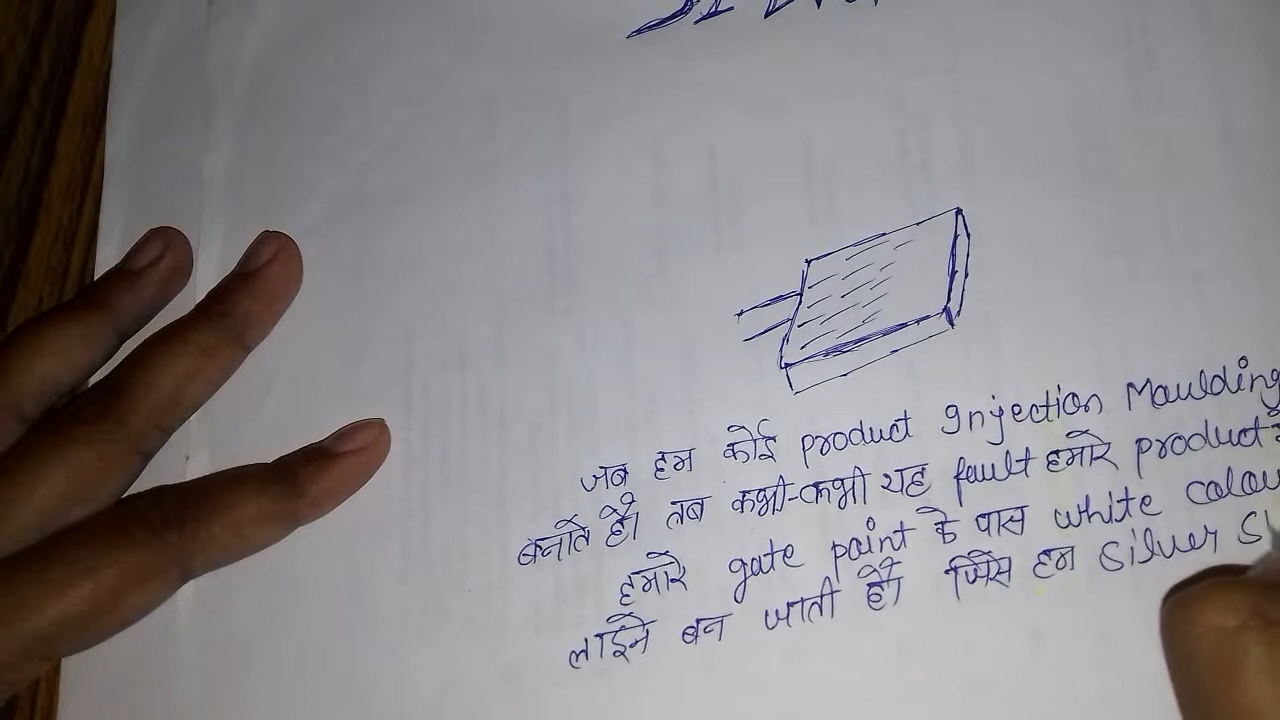 जब हम कोई product Injection Moulding
बनाते है। तब कभी-कभी यह fault हमारे product
हमारे gate point के पास white colou
लाईने बन जाती है। जिसे हम Silver S